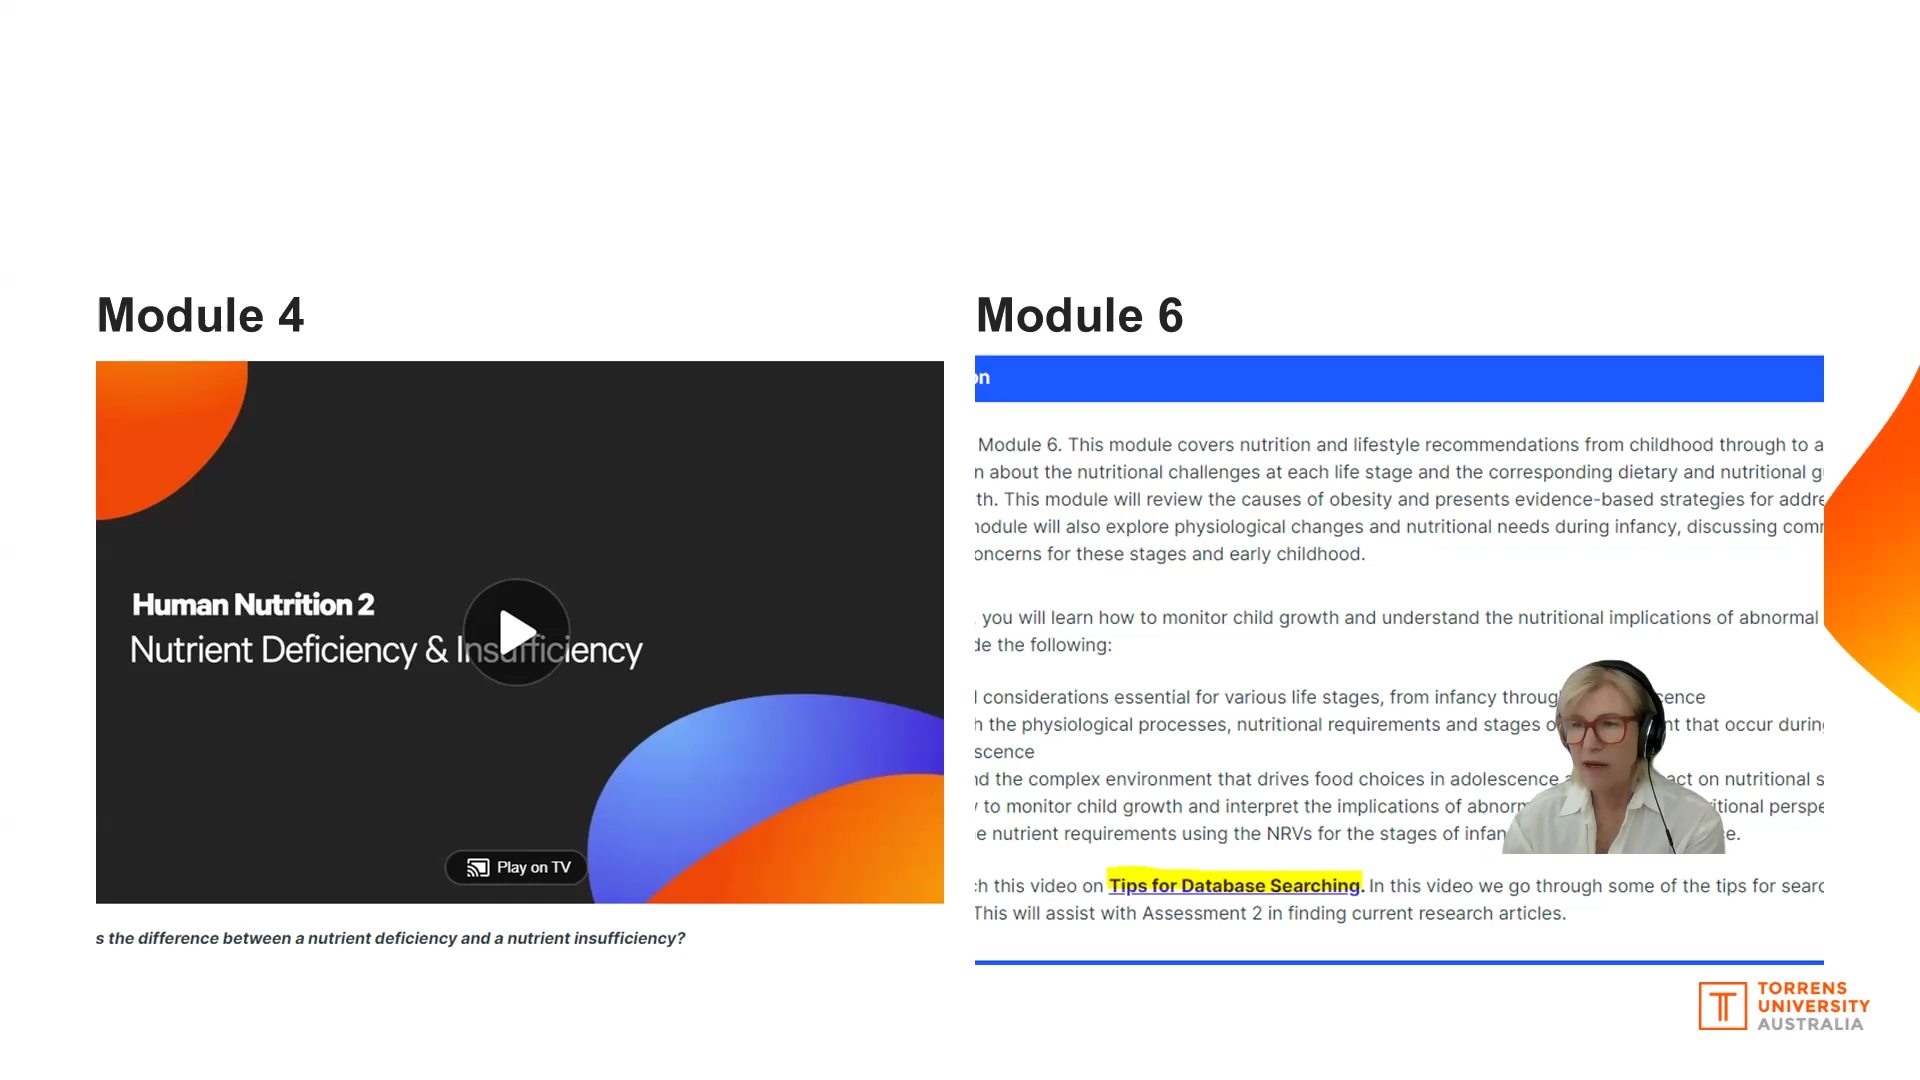 Module 4
Human Nutrition 2
Nutrient Deficiency & Insufficiency
Play on TV
s the difference between a nutrient deficiency and a nutrient insufficiency?
Module 6
on
Module 6. This module covers nutrition and lifestyle recommendations from childhood through to a
n about the nutritional challenges at each life stage and the corresponding dietary and nutritional g
th. This module will review the causes of obesity and presents evidence-based strategies for addre
nodule will also explore physiological changes and nutritional needs during infancy, discussing com
oncerns for these stages and early childhood.
, you will learn how to monitor child growth and understand the nutritional implications of abnormal
de the following:
l considerations essential for various life stages, from infancy throug cence
h the physiological processes, nutritional requirements and stages o nt that occur during
scence
nd the complex environment that drives food choices in adolescence act on nutritional s
to monitor child growth and interpret the implications of abnorm itional perspe
e nutrient requirements using the NRVs for the stages of infan e.
ch this video on Tips for Database Searching. In this video we go through some of the tips for searc
This will assist with Assessment 2 in finding current research articles.
TORRENS
UNIVERSITY
AUSTRALIA